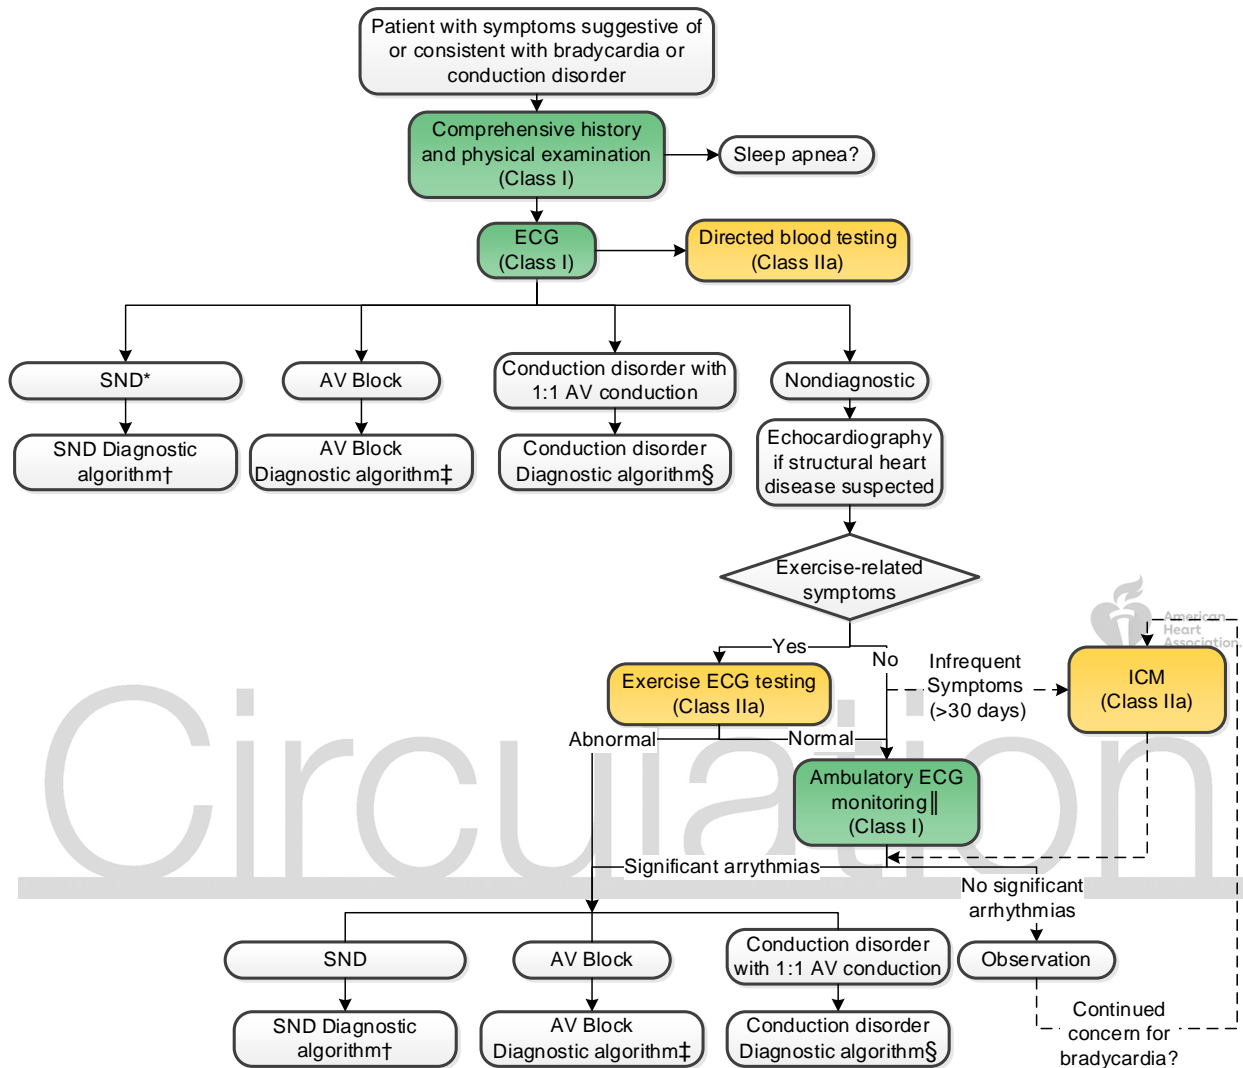 Patient with symptoms suggestive of
or consistent with bradycardia or
conduction disorder
Comprehensive history
and physical examination
(Class I)
Sleep apnea?
ECG
(Class I)
Directed blood testing
(Class IIa)
SND*
AV Block
Conduction disorder with
1:1 AV conduction
Nondiagnostic
SND Diagnostic
algorithm†
AV Block
Diagnostic algorithm‡
Conduction disorder
Diagnostic algorithm§
Echocardiography
if structural heart
disease suspected
Exercise-related
symptoms
American
Heart
Association.
Yes
No
Infrequent
Symptoms
(>30 days)
ICM
(Class IIa)
Exercise ECG testing
(Class IIa)
Abnormal
Normal
Circulation
Ambulatory ECG
monitoring‖
(Class I)
Significant arrythmias
No significant
arrhythmias
SND
AV Block
Conduction disorder
with 1:1 AV conduction
Observation
SND Diagnostic
algorithm†
AV Block
Diagnostic algorithm‡
Conduction disorder
Diagnostic algorithm§
Continued
concern for
bradycardia?